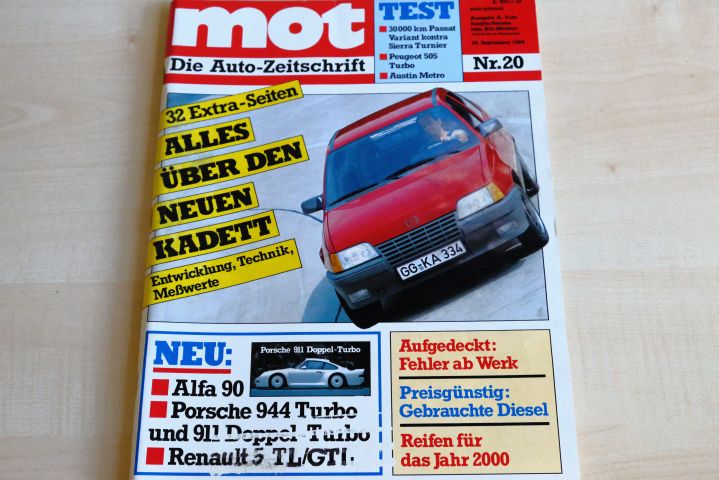 mot
Die Auto-Zeitschrift
TEST
30000 km Passat
Variant kontra
Sierra Turnier
Peugeot 505
Turbo
Austin Metro
Nr.20
32 Extra-Seiten
ALLES
ÜBER DEN
NEUEN
KADETT
Entwicklung, Technik,
Meßwerte
GG-KA 334
NEU:
Porsche 911 Doppel-Turbo
Alfa 90
Porsche 944 Turbo
und 911 Doppel-Turbo
Renault 5 TL/GTL
Aufgedeckt:
Fehler ab Werk
Preisgünstig:
Gebrauchte Diesel
Reifen für
das Jahr 2000